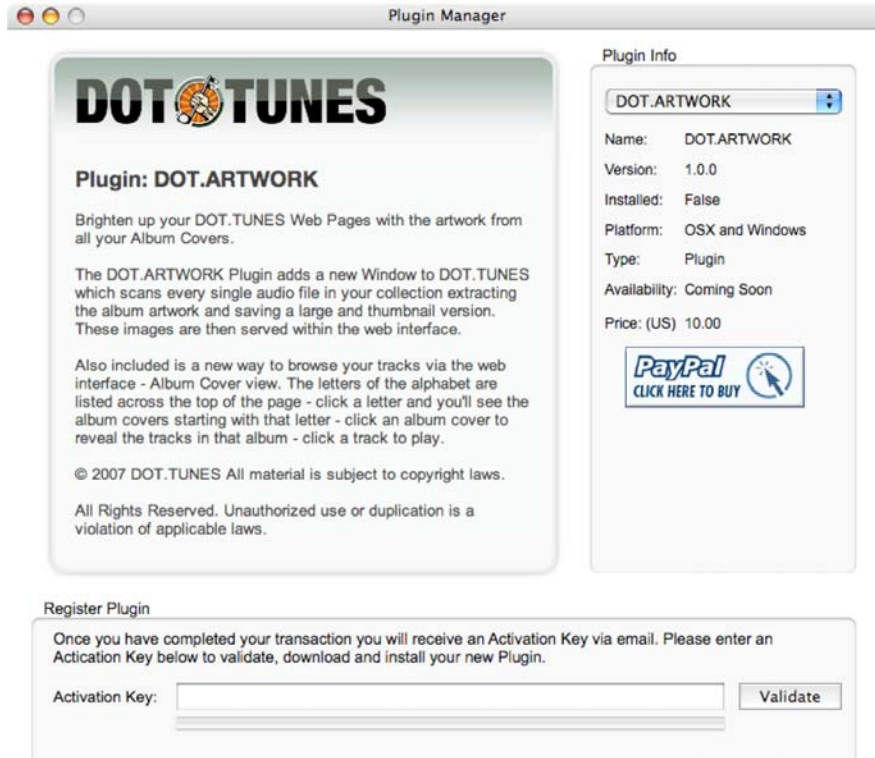 Plugin Manager
DOT TUNES
Plugin: DOT.ARTWORK
Brighten up your DOT.TUNES Web Pages with the artwork from
all your Album Covers.
The DOT.ARTWORK Plugin adds a new Window to DOT.TUNES
which scans every single audio file in your collection extracting
the album artwork and saving a large and thumbnail version.
These images are then served within the web interface.
Also included is a new way to browse your tracks via the web
interface - Album Cover view. The letters of the alphabet are
listed across the top of the page - click a letter and you'll see the
album covers starting with that letter - click an album cover to
reveal the tracks in that album - click a track to play.
© 2007 DOT.TUNES All material is subject to copyright laws.
All Rights Reserved. Unauthorized use or duplication is a
violation of applicable laws.
Plugin Info
DOT.ARTWORK
Name: DOT.ARTWORK
Version: 1.0.0
Installed: False
Platform: OSX and Windows
Type: Plugin
Availability: Coming Soon
Price: (US) 10.00
PayPal
CLICK HERE TO BUY
Register Plugin
Once you have completed your transaction you will receive an Activation Key via email. Please enter an
Actication Key below to validate, download and install your new Plugin.
Activation Key:
Validate